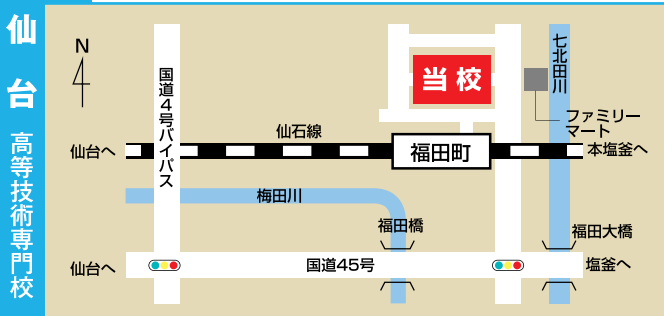 仙台
高等技術専門校
N
国道4号バイパス
七北田川
当校
ファミリー
マート
仙石線
仙台へ
福田町
本塩釜へ
梅田川
福田橋
福田大橋
仙台へ
国道45号
塩釜へ